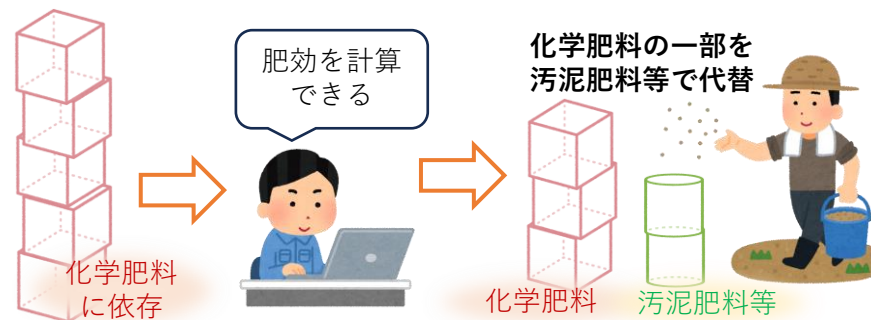 化学肥料
に依存
肥効を計算
できる
化学肥料の一部を
汚泥肥料等で代替
化学肥料
汚泥肥料等